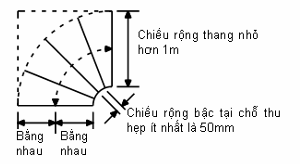 Chiều rộng thang nhỏ
hơn 1m
Chiều rộng bậc tại chỗ thu
hẹp ít nhất là 50mm
Bằng
nhau
Bằng
nhau